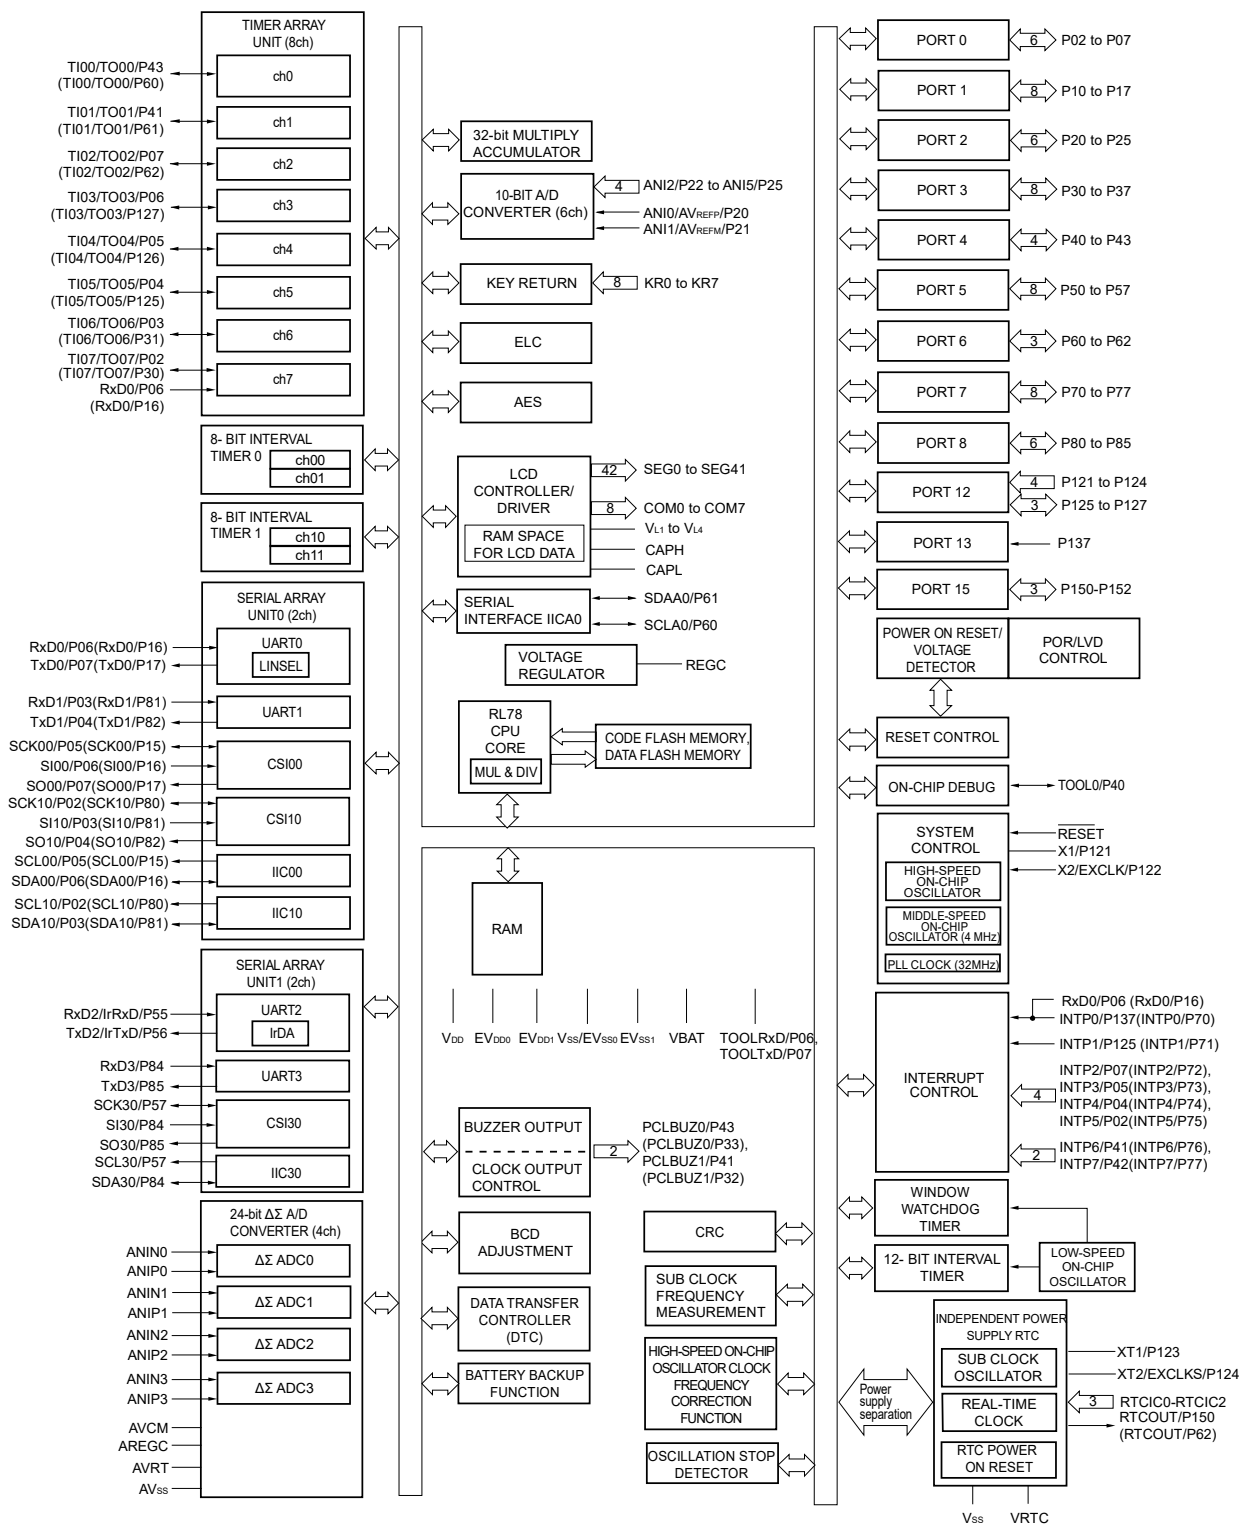 TIMER ARRAY
UNIT (8ch)
TI00/TO00/P43
(TI00/TO00/P60)
ch0
TI01/TO01/P41
(TI01/TO01/P61)
ch1
TI02/TO02/P07
(TI02/TO02/P62)
ch2
TI03/TO03/P06
(TI03/TO03/P127)
ch3
TI04/TO04/P05
(TI04/TO04/P126)
ch4
TI05/TO05/P04
(TI05/TO05/P125)
ch5
TI06/TO06/P03
(TI06/TO06/P31)
ch6
TI07/TO07/P02
(TI07/TO07/P30)
RxD0/P06
(RxD0/P16)
ch7
8- BIT INTERVAL
TIMER 0
ch00
ch01
8- BIT INTERVAL
TIMER 1
ch10
ch11
SERIAL ARRAY
UNIT0 (2ch)
RxD0/P06(RxD0/P16)
TxD0/P07(TxD0/P17)
UART0
LINSEL
RxD1/P03(RxD1/P81)
TxD1/P04(TxD1/P82)
UART1
SCK00/P05(SCK00/P15)
SI00/P06(SI00/P16)
SO00/P07(SO00/P17)
CSI00
SCK10/P02(SCK10/P80)
SI10/P03(SI10/P81)
SO10/P04(SO10/P82)
CSI10
SCL00/P05(SCL00/P15)
SDA00/P06(SDA00/P16)
IIC00
SCL10/P02(SCL10/P80)
SDA10/P03(SDA10/P81)
IIC10
SERIAL ARRAY
UNIT1 (2ch)
RxD2/IrRxD/P55
TxD2/IrTxD/P56
UART2
IrDA
RxD3/P84
TxD3/P85
UART3
SCK30/P57
SI30/P84
SO30/P85
CSI30
SCL30/P57
SDA30/P84
IIC30
24-bit ΔΣ A/D
CONVERTER (4ch)
ANIN0
ANIP0
ΔΣ ADC0
ANIN1
ANIP1
ΔΣ ADC1
ANIN2
ANIP2
ΔΣ ADC2
ANIN3
ANIP3
ΔΣ ADC3
AVCM
AREGC
AVRT
AVSS
32-bit MULTIPLY
ACCUMULATOR
10-BIT A/D
CONVERTER (6ch)
4
ANI2/P22 to ANI5/P25
ANI0/AVREFP/P20
ANI1/AVREFM/P21
KEY RETURN
8
KR0 to KR7
ELC
AES
LCD
CONTROLLER/
DRIVER
RAM SPACE
FOR LCD DATA
42
SEG0 to SEG41
8
COM0 to COM7
VL1 to VL4
CAPH
CAPL
SERIAL
INTERFACE IICA0
SDAA0/P61
SCLA0/P60
VOLTAGE
REGULATOR
REGC
RL78
CPU
CORE
MUL & DIV
CODE FLASH MEMORY,
DATA FLASH MEMORY
RAM
VDD
EVDD0
EVDD1
VSS/EVSS0
EVSS1
VBAT
TOOLRxD/P06,
TOOLTxD/P07
BUZZER OUTPUT
CLOCK OUTPUT
CONTROL
2
PCLBUZ0/P43
(PCLBUZ0/P33),
PCLBUZ1/P41
(PCLBUZ1/P32)
BCD
ADJUSTMENT
DATA TRANSFER
CONTROLLER
(DTC)
BATTERY BACKUP
FUNCTION
CRC
SUB CLOCK
FREQUENCY
MEASUREMENT
HIGH-SPEED ON-CHIP
OSCILLATOR CLOCK
FREQUENCY
CORRECTION
FUNCTION
OSCILLATION STOP
DETECTOR
PORT 0
6
P02 to P07
PORT 1
8
P10 to P17
PORT 2
6
P20 to P25
PORT 3
8
P30 to P37
PORT 4
4
P40 to P43
PORT 5
8
P50 to P57
PORT 6
3
P60 to P62
PORT 7
8
P70 to P77
PORT 8
6
P80 to P85
PORT 12
4
P121 to P124
3
P125 to P127
PORT 13
P137
PORT 15
3
P150-P152
POWER ON RESET/
VOLTAGE
DETECTOR
POR/LVD
CONTROL
RESET CONTROL
ON-CHIP DEBUG
TOOL0/P40
SYSTEM
CONTROL
RESET
X1/P121
X2/EXCLK/P122
HIGH-SPEED
ON-CHIP
OSCILLATOR
MIDDLE-SPEED
ON-CHIP
OSCILLATOR (4 MHz)
PLL CLOCK (32MHz)
INTERRUPT
CONTROL
RxD0/P06 (RxD0/P16)
INTP0/P137(INTP0/P70)
INTP1/P125 (INTP1/P71)
4
INTP2/P07(INTP2/P72),
INTP3/P05(INTP3/P73),
INTP4/P04(INTP4/P74),
INTP5/P02(INTP5/P75)
2
INTP6/P41(INTP6/P76),
INTP7/P42(INTP7/P77)
WINDOW
WATCHDOG
TIMER
12- BIT INTERVAL
TIMER
LOW-SPEED
ON-CHIP
OSCILLATOR
Power
supply
separation
INDEPENDENT POWER
SUPPLY RTC
SUB CLOCK
OSCILLATOR
XT1/P123
XT2/EXCLKS/P124
REAL-TIME
CLOCK
3
RTCIC0-RTCIC2
RTCOUT/P150
(RTCOUT/P62)
RTC POWER
ON RESET
VSS
VRTC